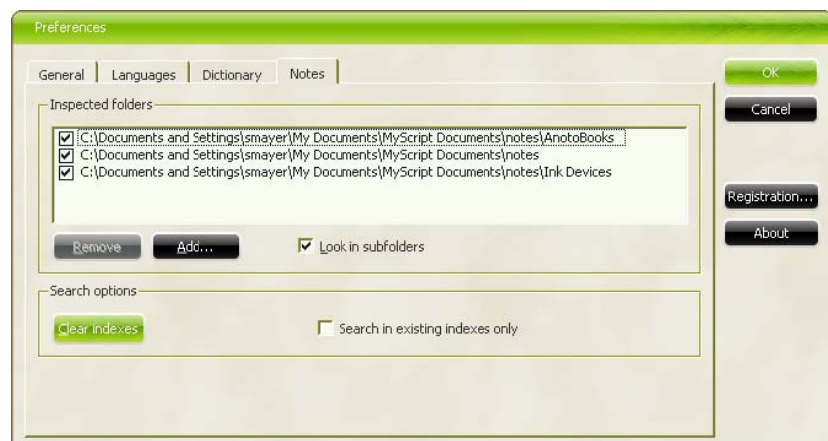 Preferences
General Languages Dictionary Notes
OK
Cancel
Registration...
About
Inspected folders
C:\Documents and Settings\smayer\My Documents\MyScript Documents\notes\AnotoBooks
C:\Documents and Settings\smayer\My Documents\MyScript Documents\notes
C:\Documents and Settings\smayer\My Documents\MyScript Documents\notes\Ink Devices
Remove Add... Look in subfolders
Search options
Clear indexes Search in existing indexes only